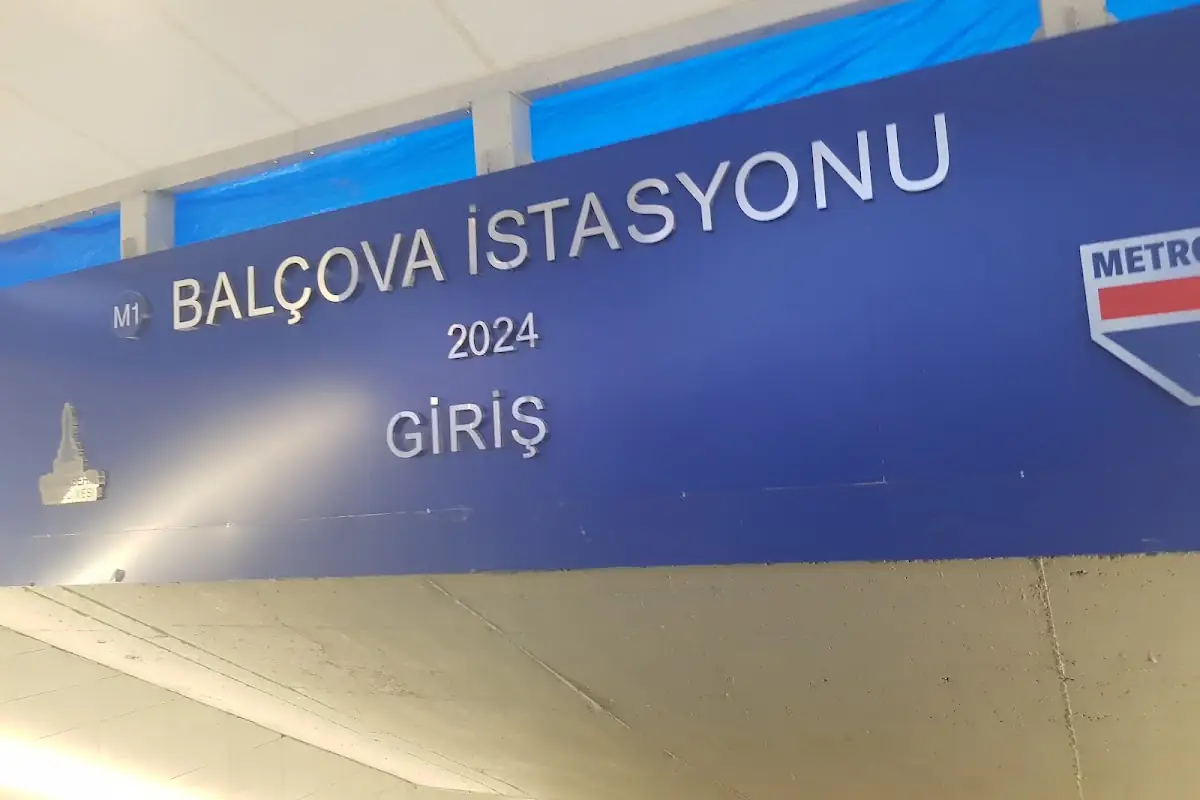 M1 BALÇOVA İSTASYONU
2024
GİRİŞ
METRO